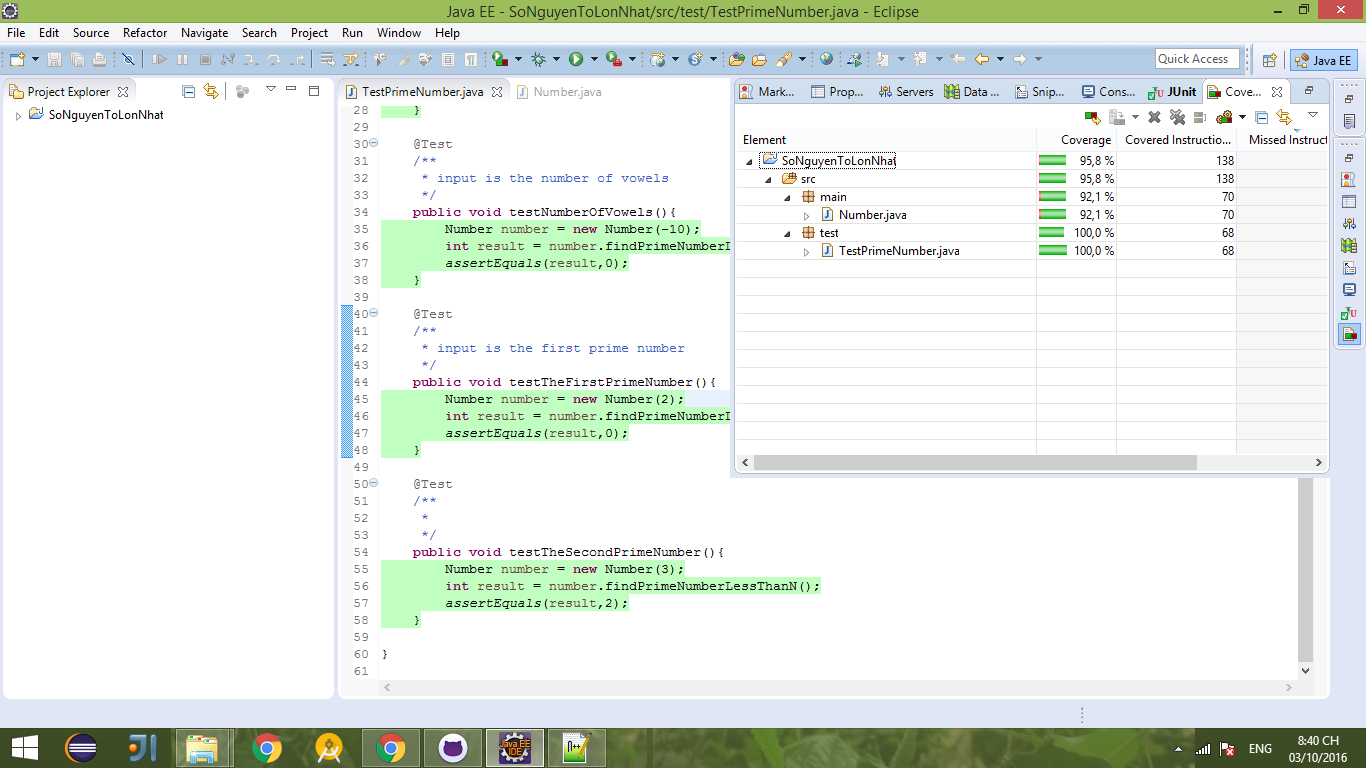 Java EE - SoNguyenToLonNhat/src/test/TestPrimeNumber.java - Eclipse
File Edit Source Refactor Navigate Search Project Run Window Help
Quick Access
Java EE
Project Explorer
SoNguyenToLonNhat
TestPrimeNumber.java
Number.java
28 }
29
30 @Test
31 /**
32 * input is the number of vowels
33 */
34 public void testNumberOfVowels(){
35 Number number = new Number(-10);
36 int result = number.findPrimeNumberL
37 assertEquals(result,0);
38 }
39
40 @Test
41 /**
42 * input is the first prime number
43 */
44 public void testTheFirstPrimeNumber(){
45 Number number = new Number(2);
46 int result = number.findPrimeNumberL
47 assertEquals(result,0);
48 }
49
50 @Test
51 /**
52 *
53 */
54 public void testTheSecondPrimeNumber(){
55 Number number = new Number(3);
56 int result = number.findPrimeNumberLessThanN();
57 assertEquals(result,2);
58 }
59
60 }
61
Mark... Prop... Servers Data ... Snip... Cons... JUnit Cove...
Element Coverage Covered Instructio... Missed Instruct
SoNguyenToLonNhat 95,8 % 138
src 95,8 % 138
main 92,1 % 70
Number.java 92,1 % 70
test 100,0 % 68
TestPrimeNumber.java 100,0 % 68
Java EE
IDE
ENG
8:40 CH
03/10/2016